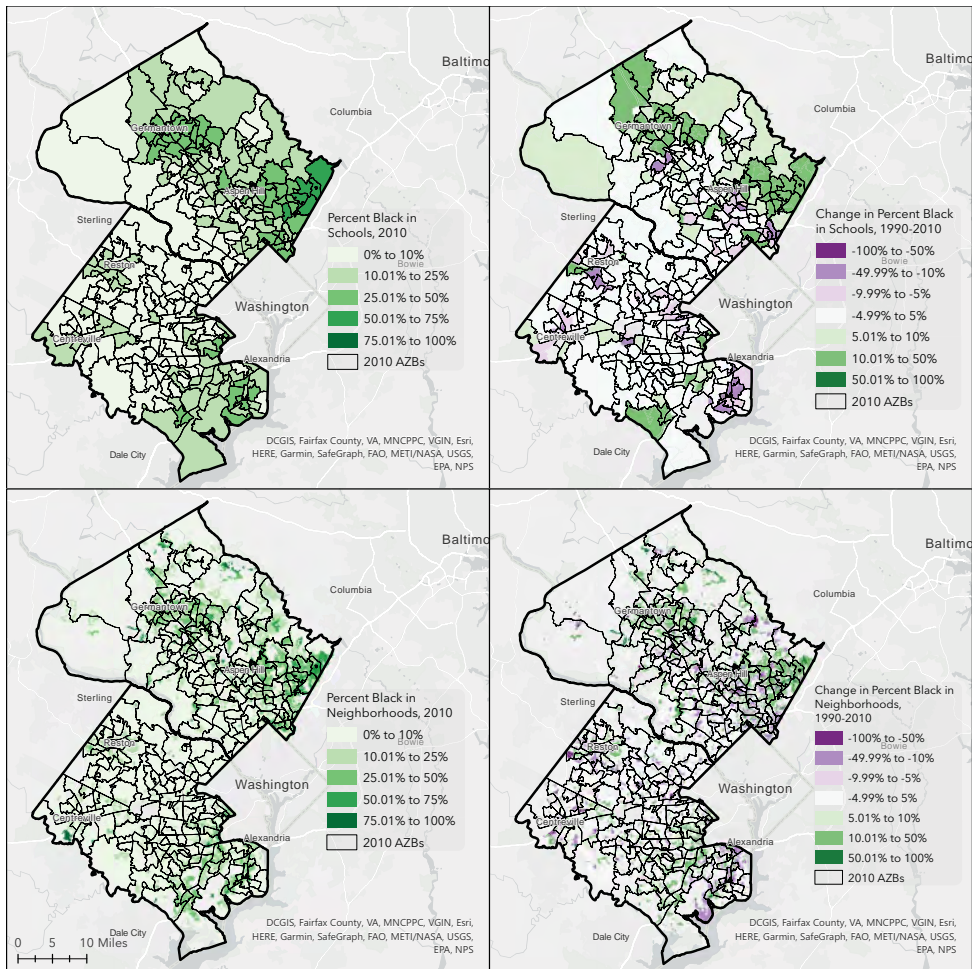 Baltimo
Columbia
Germantown
Aspen Hill
Sterling
Percent Black in
Schools, 2010
0% to 10%
10.01% to 25%
25.01% to 50%
50.01% to 75%
75.01% to 100%
2010 AZBs
Reston
Bowie
Washington
Centreville
Alexandria
Dale City
DCGIS, Fairfax County, VA, MNCPPC, VGIN, Esri,
HERE, Garmin, SafeGraph, FAO, METI/NASA, USGS,
EPA, NPS
Baltimo
Columbia
Germantown
Aspen Hill
Sterling
Change in Percent Black
in Schools, 1990-2010
-100% to -50%
-49.99% to -10%
-9.99% to -5%
-4.99% to 5%
5.01% to 10%
10.01% to 50%
50.01% to 100%
2010 AZBs
Reston
Bowie
Washington
Centreville
Alexandria
Dale City
DCGIS, Fairfax County, VA, MNCPPC, VGIN, Esri,
HERE, Garmin, SafeGraph, FAO, METI/NASA, USGS,
EPA, NPS
Baltimo
Columbia
Germantown
Aspen Hill
Sterling
Percent Black in
Neighborhoods, 2010
0% to 10%
10.01% to 25%
25.01% to 50%
50.01% to 75%
75.01% to 100%
2010 AZBs
Reston
Bowie
Washington
Centreville
Alexandria
Dale City
0 5 10 Miles
DCGIS, Fairfax County, VA, MNCPPC, VGIN, Esri,
HERE, Garmin, SafeGraph, FAO, METI/NASA, USGS,
EPA, NPS
Baltimo
Columbia
Germantown
Aspen Hill
Sterling
Change in Percent Black in
Neighborhoods,
1990-2010
-100% to -50%
-49.99% to -10%
-9.99% to -5%
-4.99% to 5%
5.01% to 10%
10.01% to 50%
50.01% to 100%
2010 AZBs
Reston
Bowie
Washington
Centreville
Alexandria
Dale City
DCGIS, Fairfax County, VA, MNCPPC, VGIN, Esri,
HERE, Garmin, SafeGraph, FAO, METI/NASA, USGS,
EPA, NPS